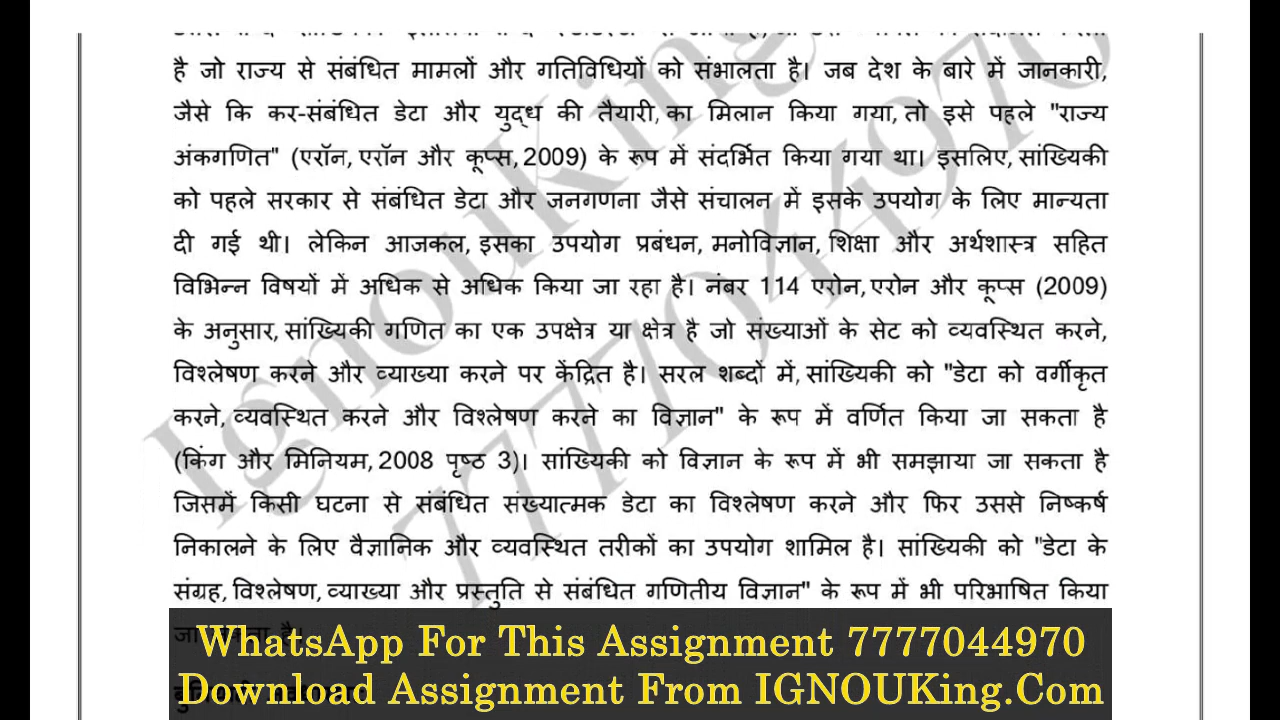 है जो राज्य से संबंधित मामलों और गतिविधियों को संभालता है। जब देश के बारे में जानकारी,
जैसे कि कर-संबंधित डेटा और युद्ध की तैयारी, का मिलान किया गया, तो इसे पहले "राज्य
अंकगणित" (एरॉन, एरॉन और कूप्स, 2009) के रूप में संदर्भित किया गया था। इसलिए, सांख्यिकी
को पहले सरकार से संबंधित डेटा और जनगणना जैसे संचालन में इसके उपयोग के लिए मान्यता
दी गई थी। लेकिन आजकल, इसका उपयोग प्रबंधन, मनोविज्ञान, शिक्षा और अर्थशास्त्र सहित
विभिन्न विषयों में अधिक से अधिक किया जा रहा है। नंबर 114 एरोन, एरोन और कूप्स (2009)
के अनुसार, सांख्यिकी गणित का एक उपक्षेत्र या क्षेत्र है जो संख्याओं के सेट को व्यवस्थित करने,
विश्लेषण करने और व्याख्या करने पर केंद्रित है। सरल शब्दों में, सांख्यिकी को "डेटा को वर्गीकृत
करने, व्यवस्थित करने और विश्लेषण करने का विज्ञान" के रूप में वर्णित किया जा सकता है
(किंग और मिनियम, 2008 पृष्ठ 3)। सांख्यिकी को विज्ञान के रूप में भी समझाया जा सकता है
जिसमें किसी घटना से संबंधित संख्यात्मक डेटा का विश्लेषण करने और फिर उससे निष्कर्ष
निकालने के लिए वैज्ञानिक और व्यवस्थित तरीकों का उपयोग शामिल है। सांख्यिकी को "डेटा के
संग्रह, विश्लेषण, व्याख्या और प्रस्तुति से संबंधित गणितीय विज्ञान" के रूप में भी परिभाषित किया
WhatsApp For This Assignment 7777044970
Download Assignment From IGNOUKing.Com
IgnouKing
7777044970